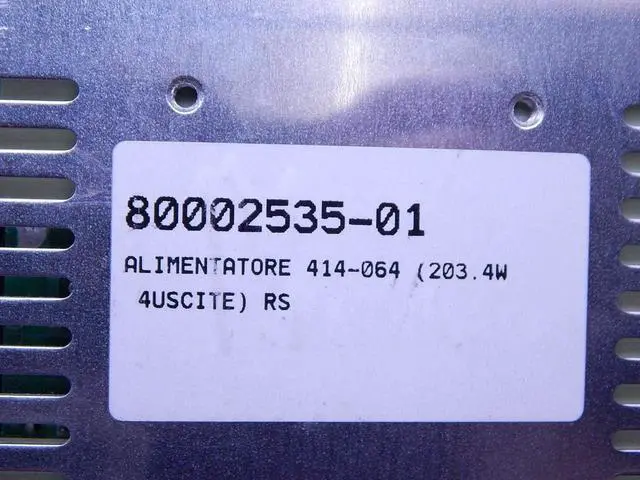 80002535-01
ALIMENTATORE 414-064 (203.4W
4USCITE) RS